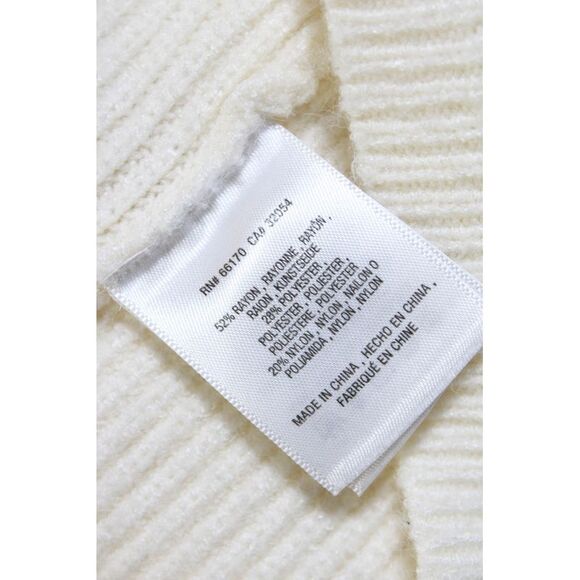 RN# 66170 CA# 32054
52% RAYON, RAYONNE, RAYÓN,
RAION, KUNSTSEIDE
28% POLYESTER,
POLYESTER, POLIESTER,
POLIESTERE, POLYESTER
20% NYLON, NYLON, NAILON O
POLIAMIDA, NYLON, NYLON
MADE IN CHINA, HECHO EN CHINA,
FABRIQUÉ EN CHINE